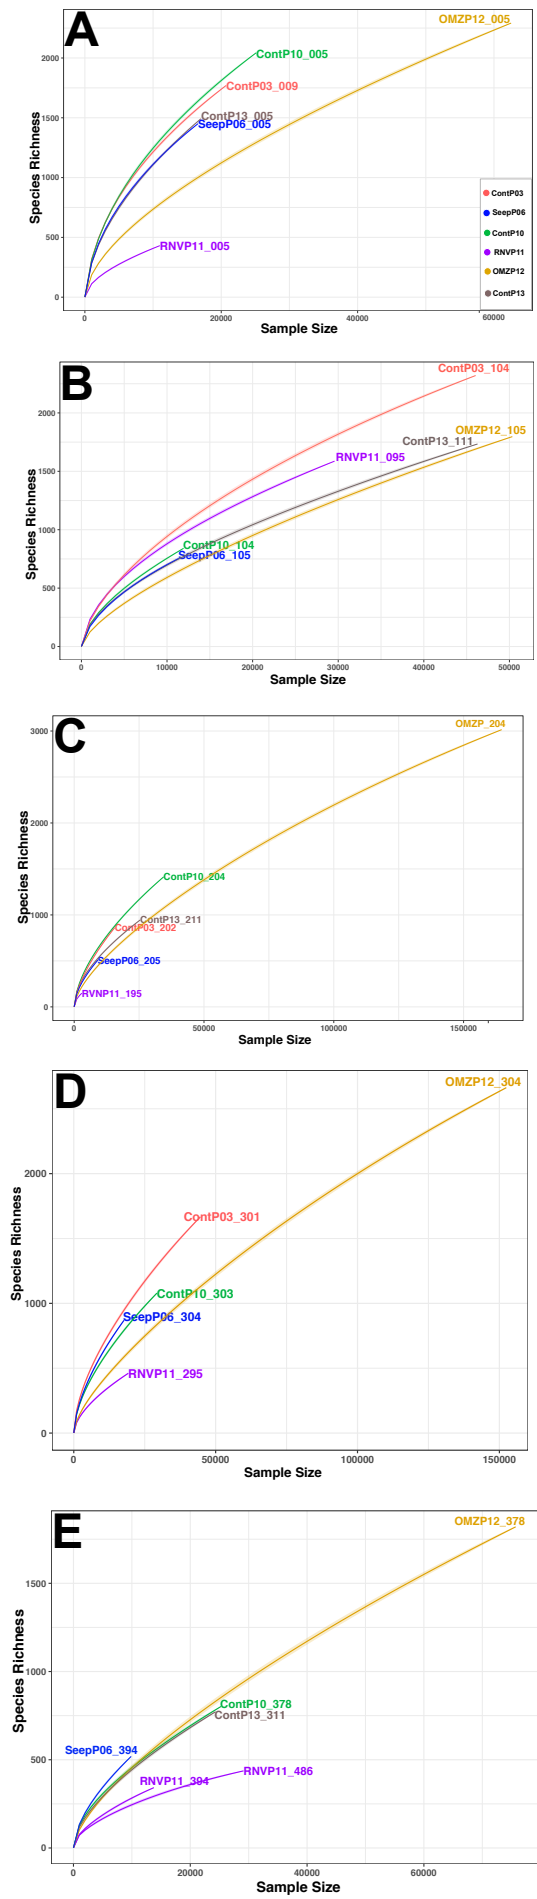 A
OMZP12_005
ContP10_005
ContP03_009
ContP13_005
SeepP06_005
RNVP11_005
Species Richness
2000
1500
1000
500
0
ContP03
SeepP06
ContP10
RNVP11
OMZP12
ContP13
0 20000 40000 60000
Sample Size
B
ContP03_104
OMZP12_105
ContP13_111
RNVP11_095
ContP10_104
SeepP06_105
Species Richness
2000
1500
1000
500
0
0 10000 20000 30000 40000 50000
Sample Size
C
OMZP_204
ContP10_204
ContP13_211
ContP03_202
SeepP06_205
RVNP11_195
Species Richness
3000
2000
1000
0
0 50000 100000 150000
Sample Size
D
OMZP12_304
ContP03_301
ContP10_303
SeepP06_304
RNVP11_295
Species Richness
2000
1000
0
0 50000 100000 150000
Sample Size
E
OMZP12_378
ContP10_378
ContP13_311
SeepP06_394
RNVP11_486
RNVP11_394
Species Richness
1500
1000
500
0
0 20000 40000 60000
Sample Size